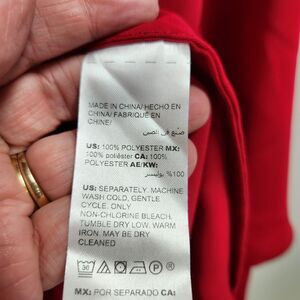 MADE IN CHINA/ HECHO EN
CHINA/ FABRIQUÉ EN
CHINE/
صنع في الصين
US: 100% POLYESTER MX:
100% poliéster CA: 100%
POLYESTER AE/KW:
100% بوليستر
US: SEPARATELY. MACHINE
WASH COLD, GENTLE
CYCLE. ONLY
NON-CHLORINE BLEACH.
TUMBLE DRY LOW. WARM
IRON. MAY BE DRY
CLEANED
30
P
MX: POR SEPARADO CA: